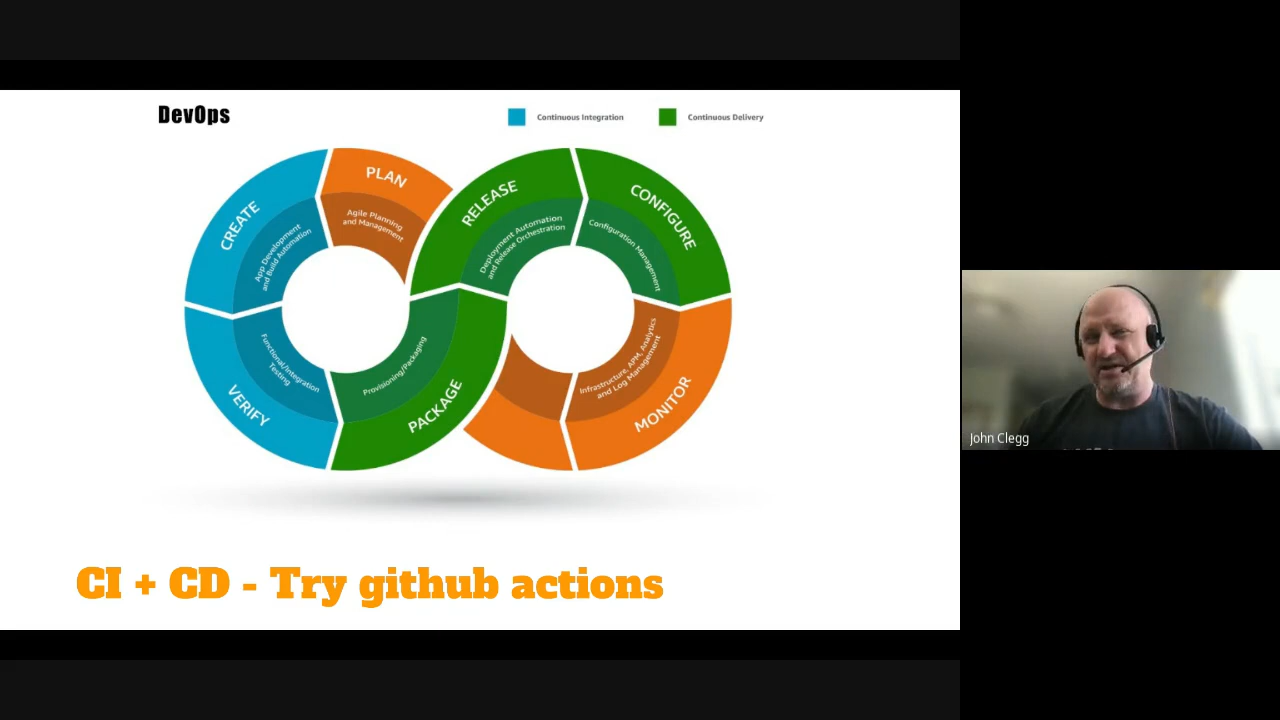 DevOps
Continuous Integration
Continuous Delivery
CREATE
App Development
and Build Automation
PLAN
Agile Planning
and Management
RELEASE
Deployment Automation
and Release Orchestration
CONFIGURE
Configuration Management
VERIFY
Functional/Integration
Testing
PACKAGE
Provisioning/Packaging
MONITOR
Infrastructure, APM, Analytics
and Log Management
CI + CD - Try github actions
John Clegg